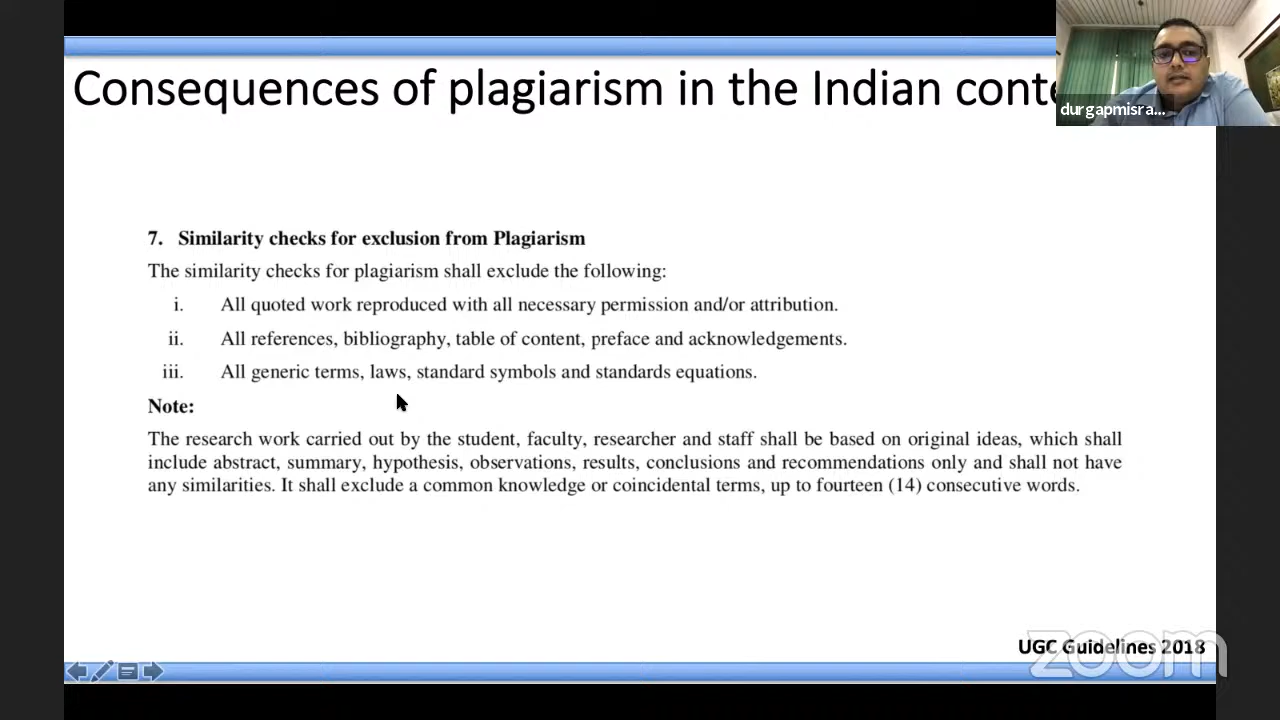 Consequences of plagiarism in the Indian conte
durgapmisra...
7. Similarity checks for exclusion from Plagiarism
The similarity checks for plagiarism shall exclude the following:
i. All quoted work reproduced with all necessary permission and/or attribution.
ii. All references, bibliography, table of content, preface and acknowledgements.
iii. All generic terms, laws, standard symbols and standards equations.
Note:
The research work carried out by the student, faculty, researcher and staff shall be based on original ideas, which shall
include abstract, summary, hypothesis, observations, results, conclusions and recommendations only and shall not have
any similarities. It shall exclude a common knowledge or coincidental terms, up to fourteen (14) consecutive words.
UGC Guidelines 2018
zoom